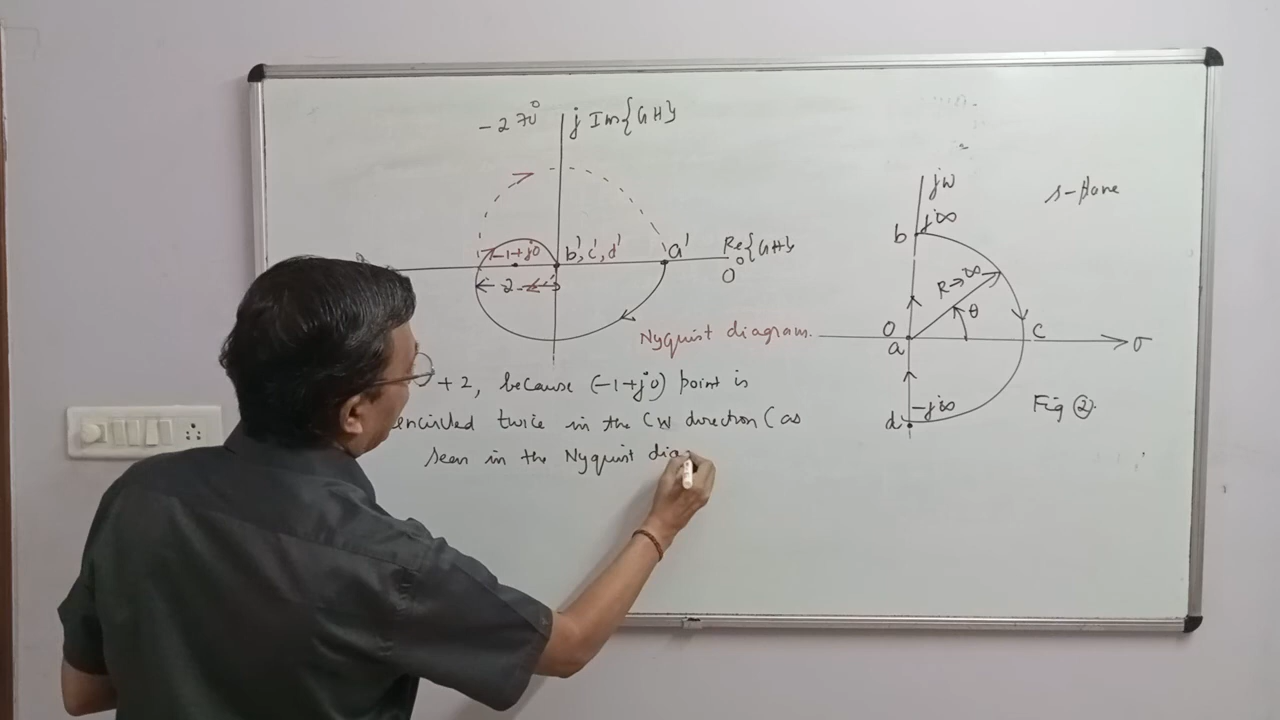 -270°
j Im{GH}
-1+j0
b',c',d'
a'
Re{GH}
0°
2
Nyquist diagram.
+2, because (-1+j0) point is
encircled twice in the CW direction (as
seen in the Nyquist dia
jω
s-plane
b
j∞
R→∞
θ
0
a
C
σ
-j∞
d
Fig ②.